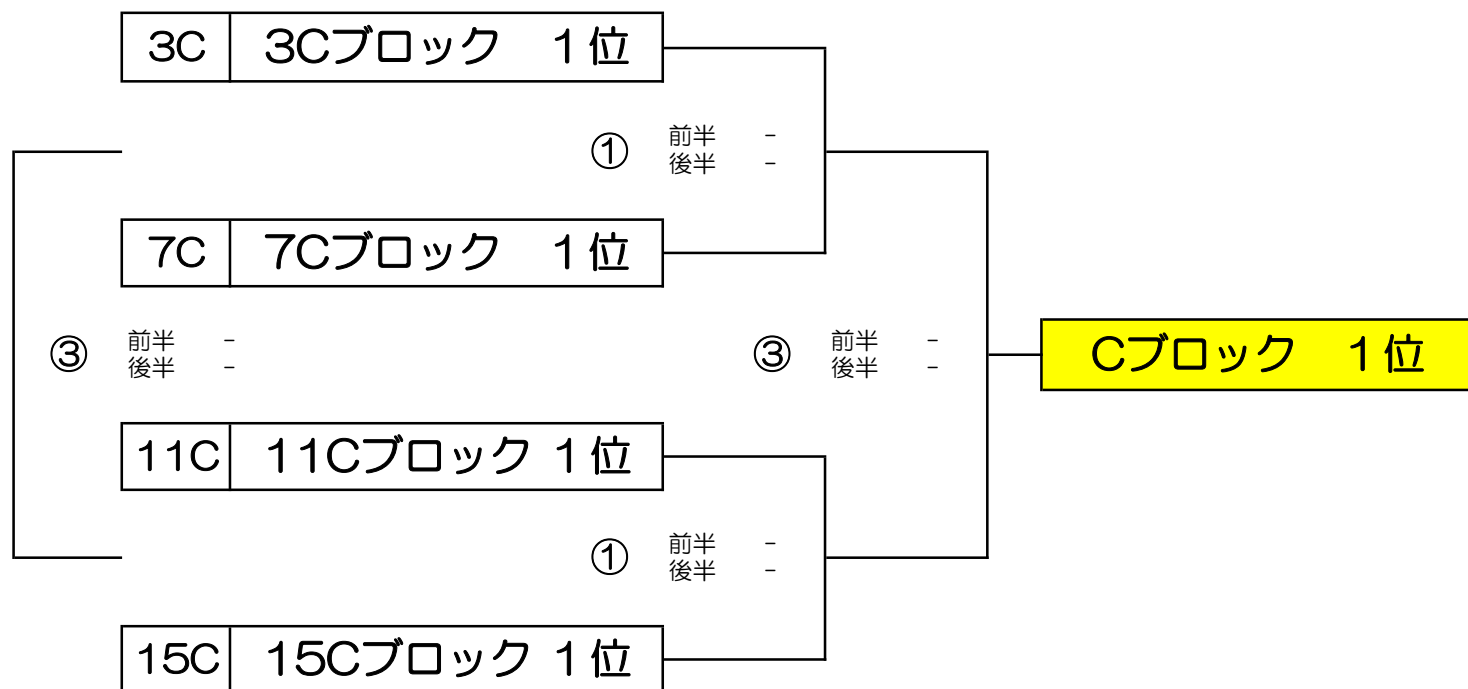 3C 3Cブロック 1位
① 前半 -
後半 -
7C 7Cブロック 1位
③ 前半 -
後半 -
③ 前半 -
後半 -
Cブロック 1位
11C 11Cブロック 1位
① 前半 -
後半 -
15C 15Cブロック 1位